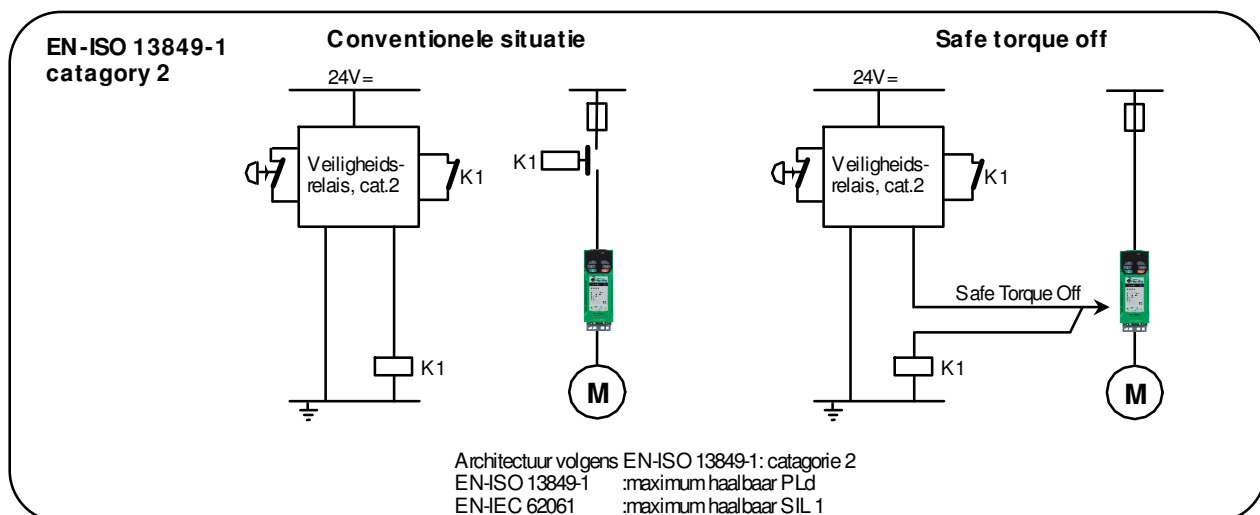 EN-ISO 13849-1
catagory 2
Conventionele situatie
24V=
Veiligheids-
relais, cat.2
K1
K1
K1
M
Safe torque off
24V=
Veiligheids-
relais, cat.2
K1
Safe Torque Off
K1
M
Architectuur volgens EN-ISO 13849-1: catagorie 2
EN-ISO 13849-1 :maximum haalbaar PLd
EN-IEC 62061 :maximum haalbaar SIL 1